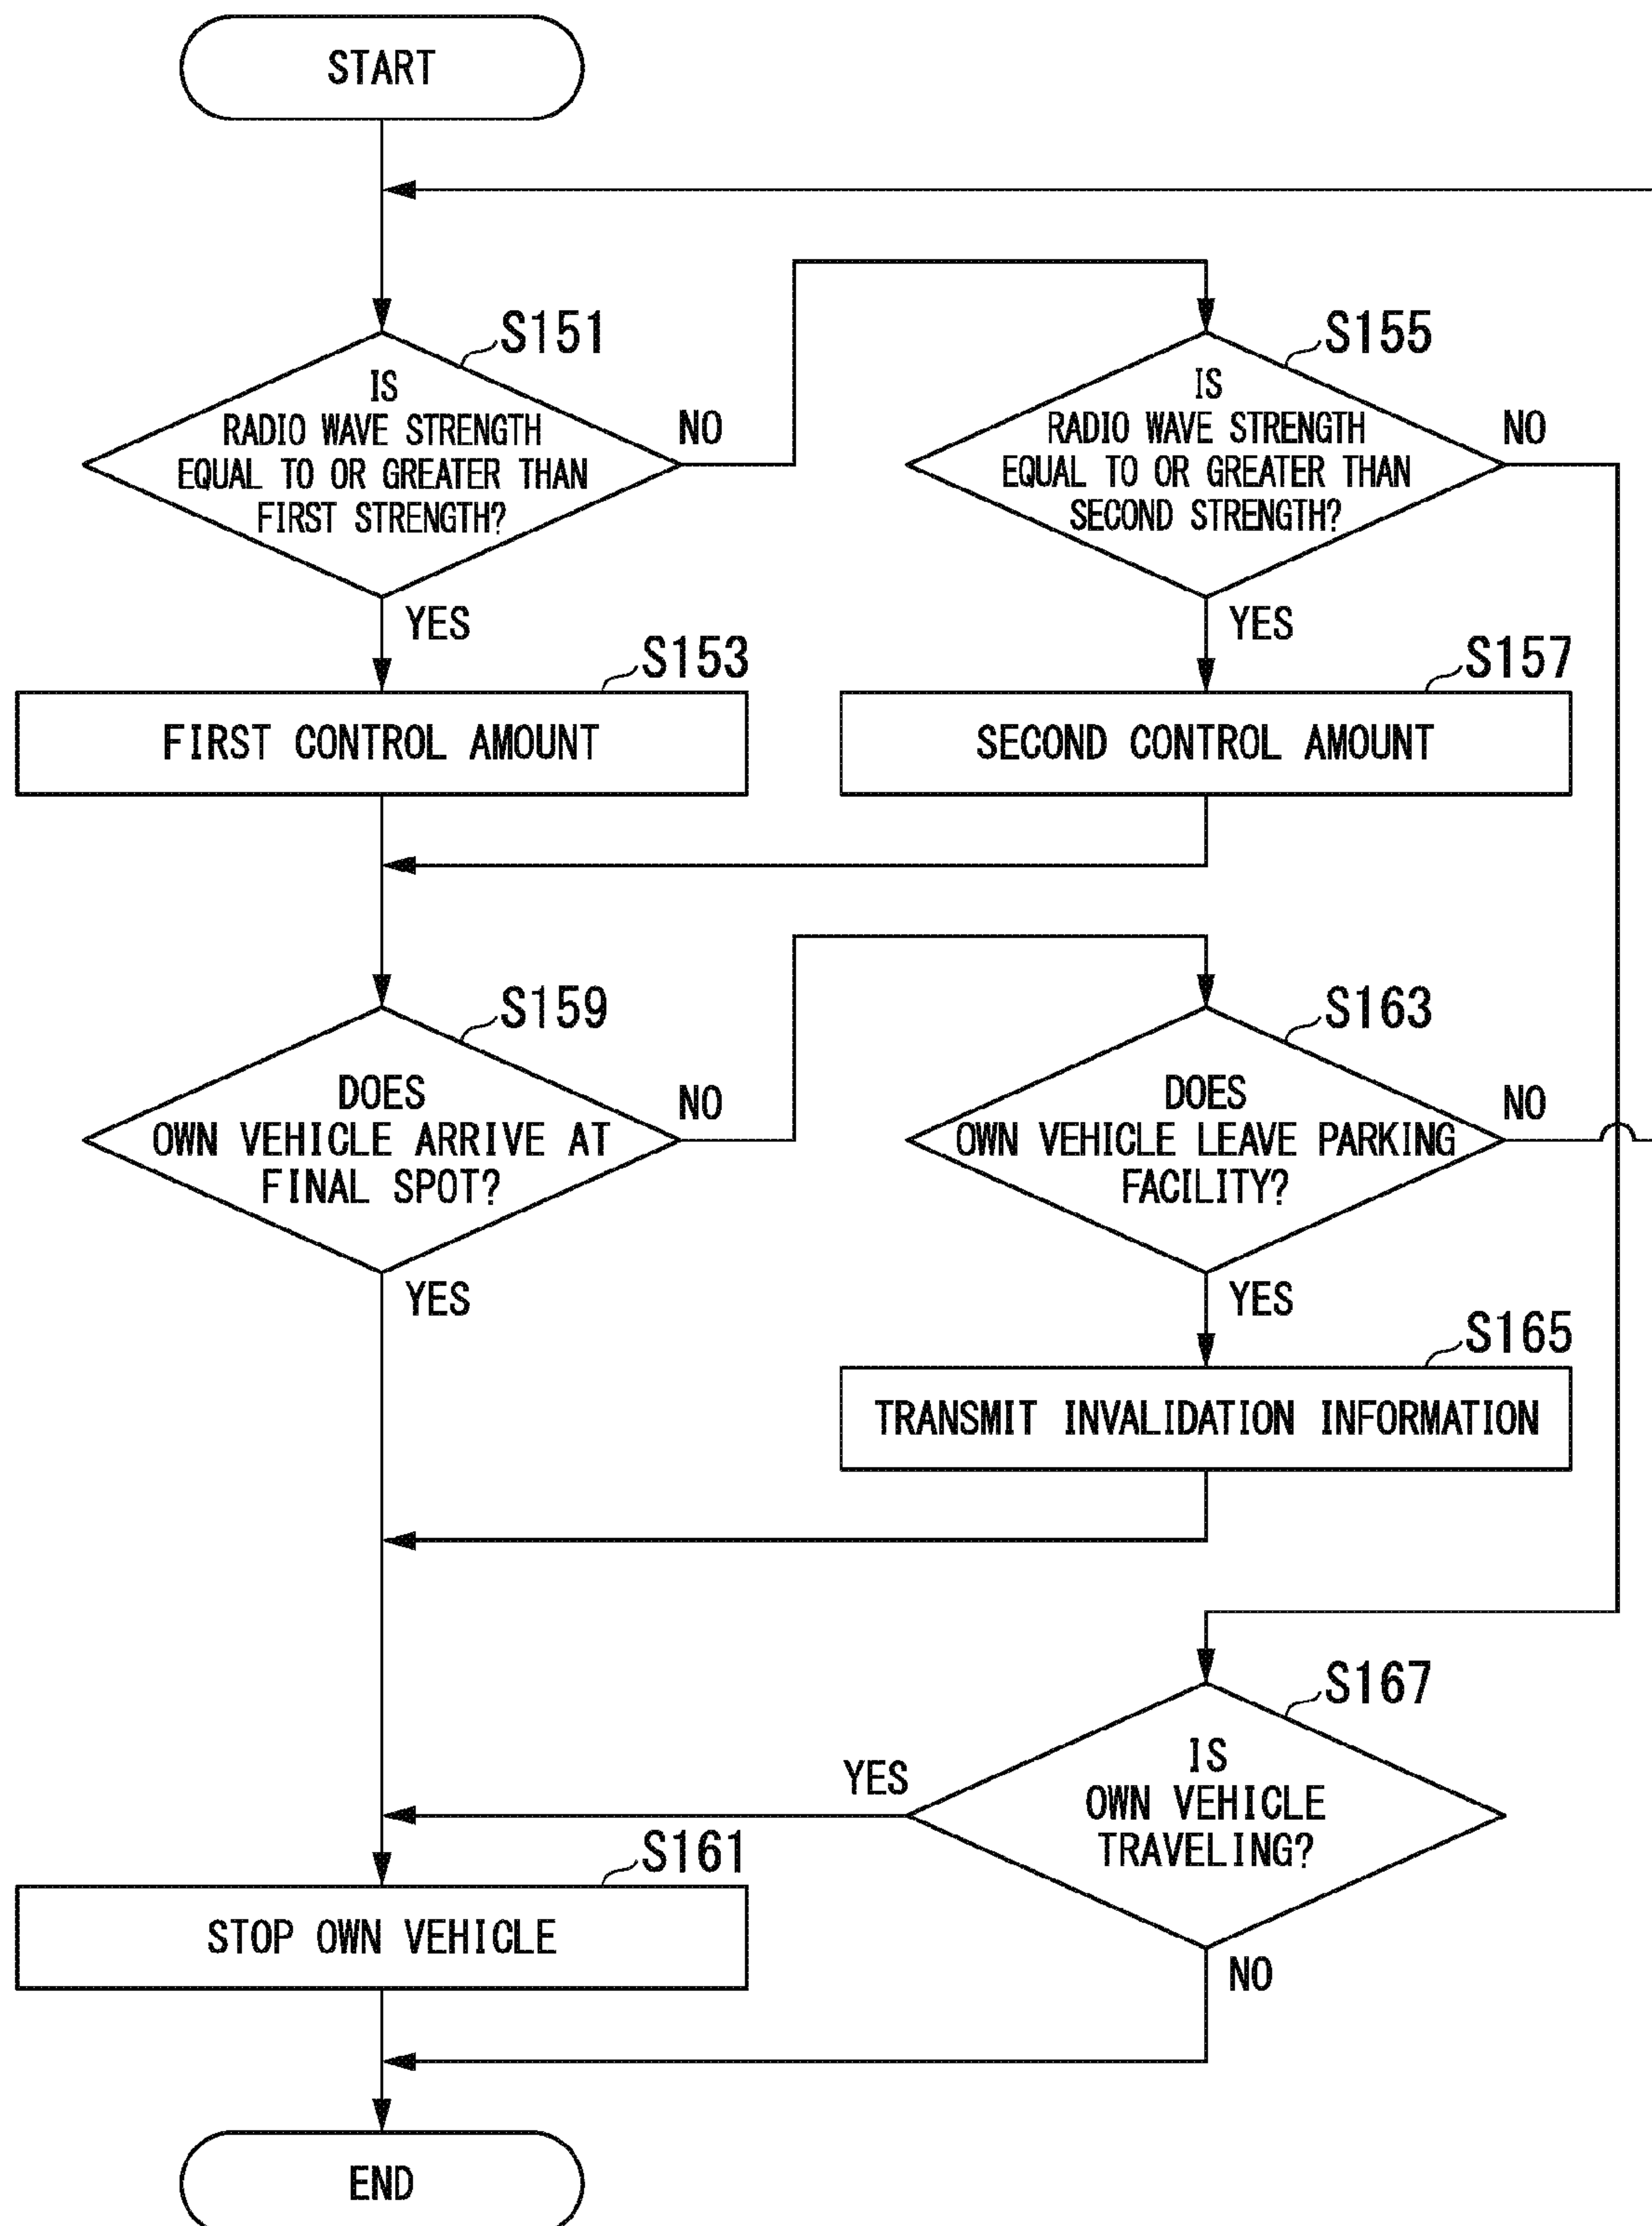 START
S151
IS
RADIO WAVE STRENGTH
EQUAL TO OR GREATER THAN
FIRST STRENGTH?
NO
YES
S155
IS
RADIO WAVE STRENGTH
EQUAL TO OR GREATER THAN
SECOND STRENGTH?
NO
YES
S153
FIRST CONTROL AMOUNT
S157
SECOND CONTROL AMOUNT
S159
DOES
OWN VEHICLE ARRIVE AT
FINAL SPOT?
NO
YES
S163
DOES
OWN VEHICLE LEAVE PARKING
FACILITY?
NO
YES
S165
TRANSMIT INVALIDATION INFORMATION
S167
IS
OWN VEHICLE
TRAVELING?
YES
NO
S161
STOP OWN VEHICLE
END